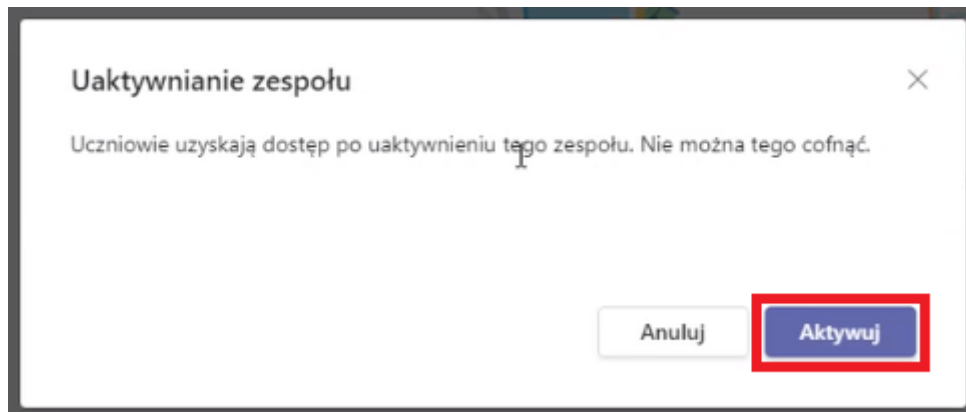 Uaktywnianie zespołu
Uczniowie uzyskają dostęp po uaktywnieniu tego zespołu. Nie można tego cofnąć.
Anuluj
Aktywuj